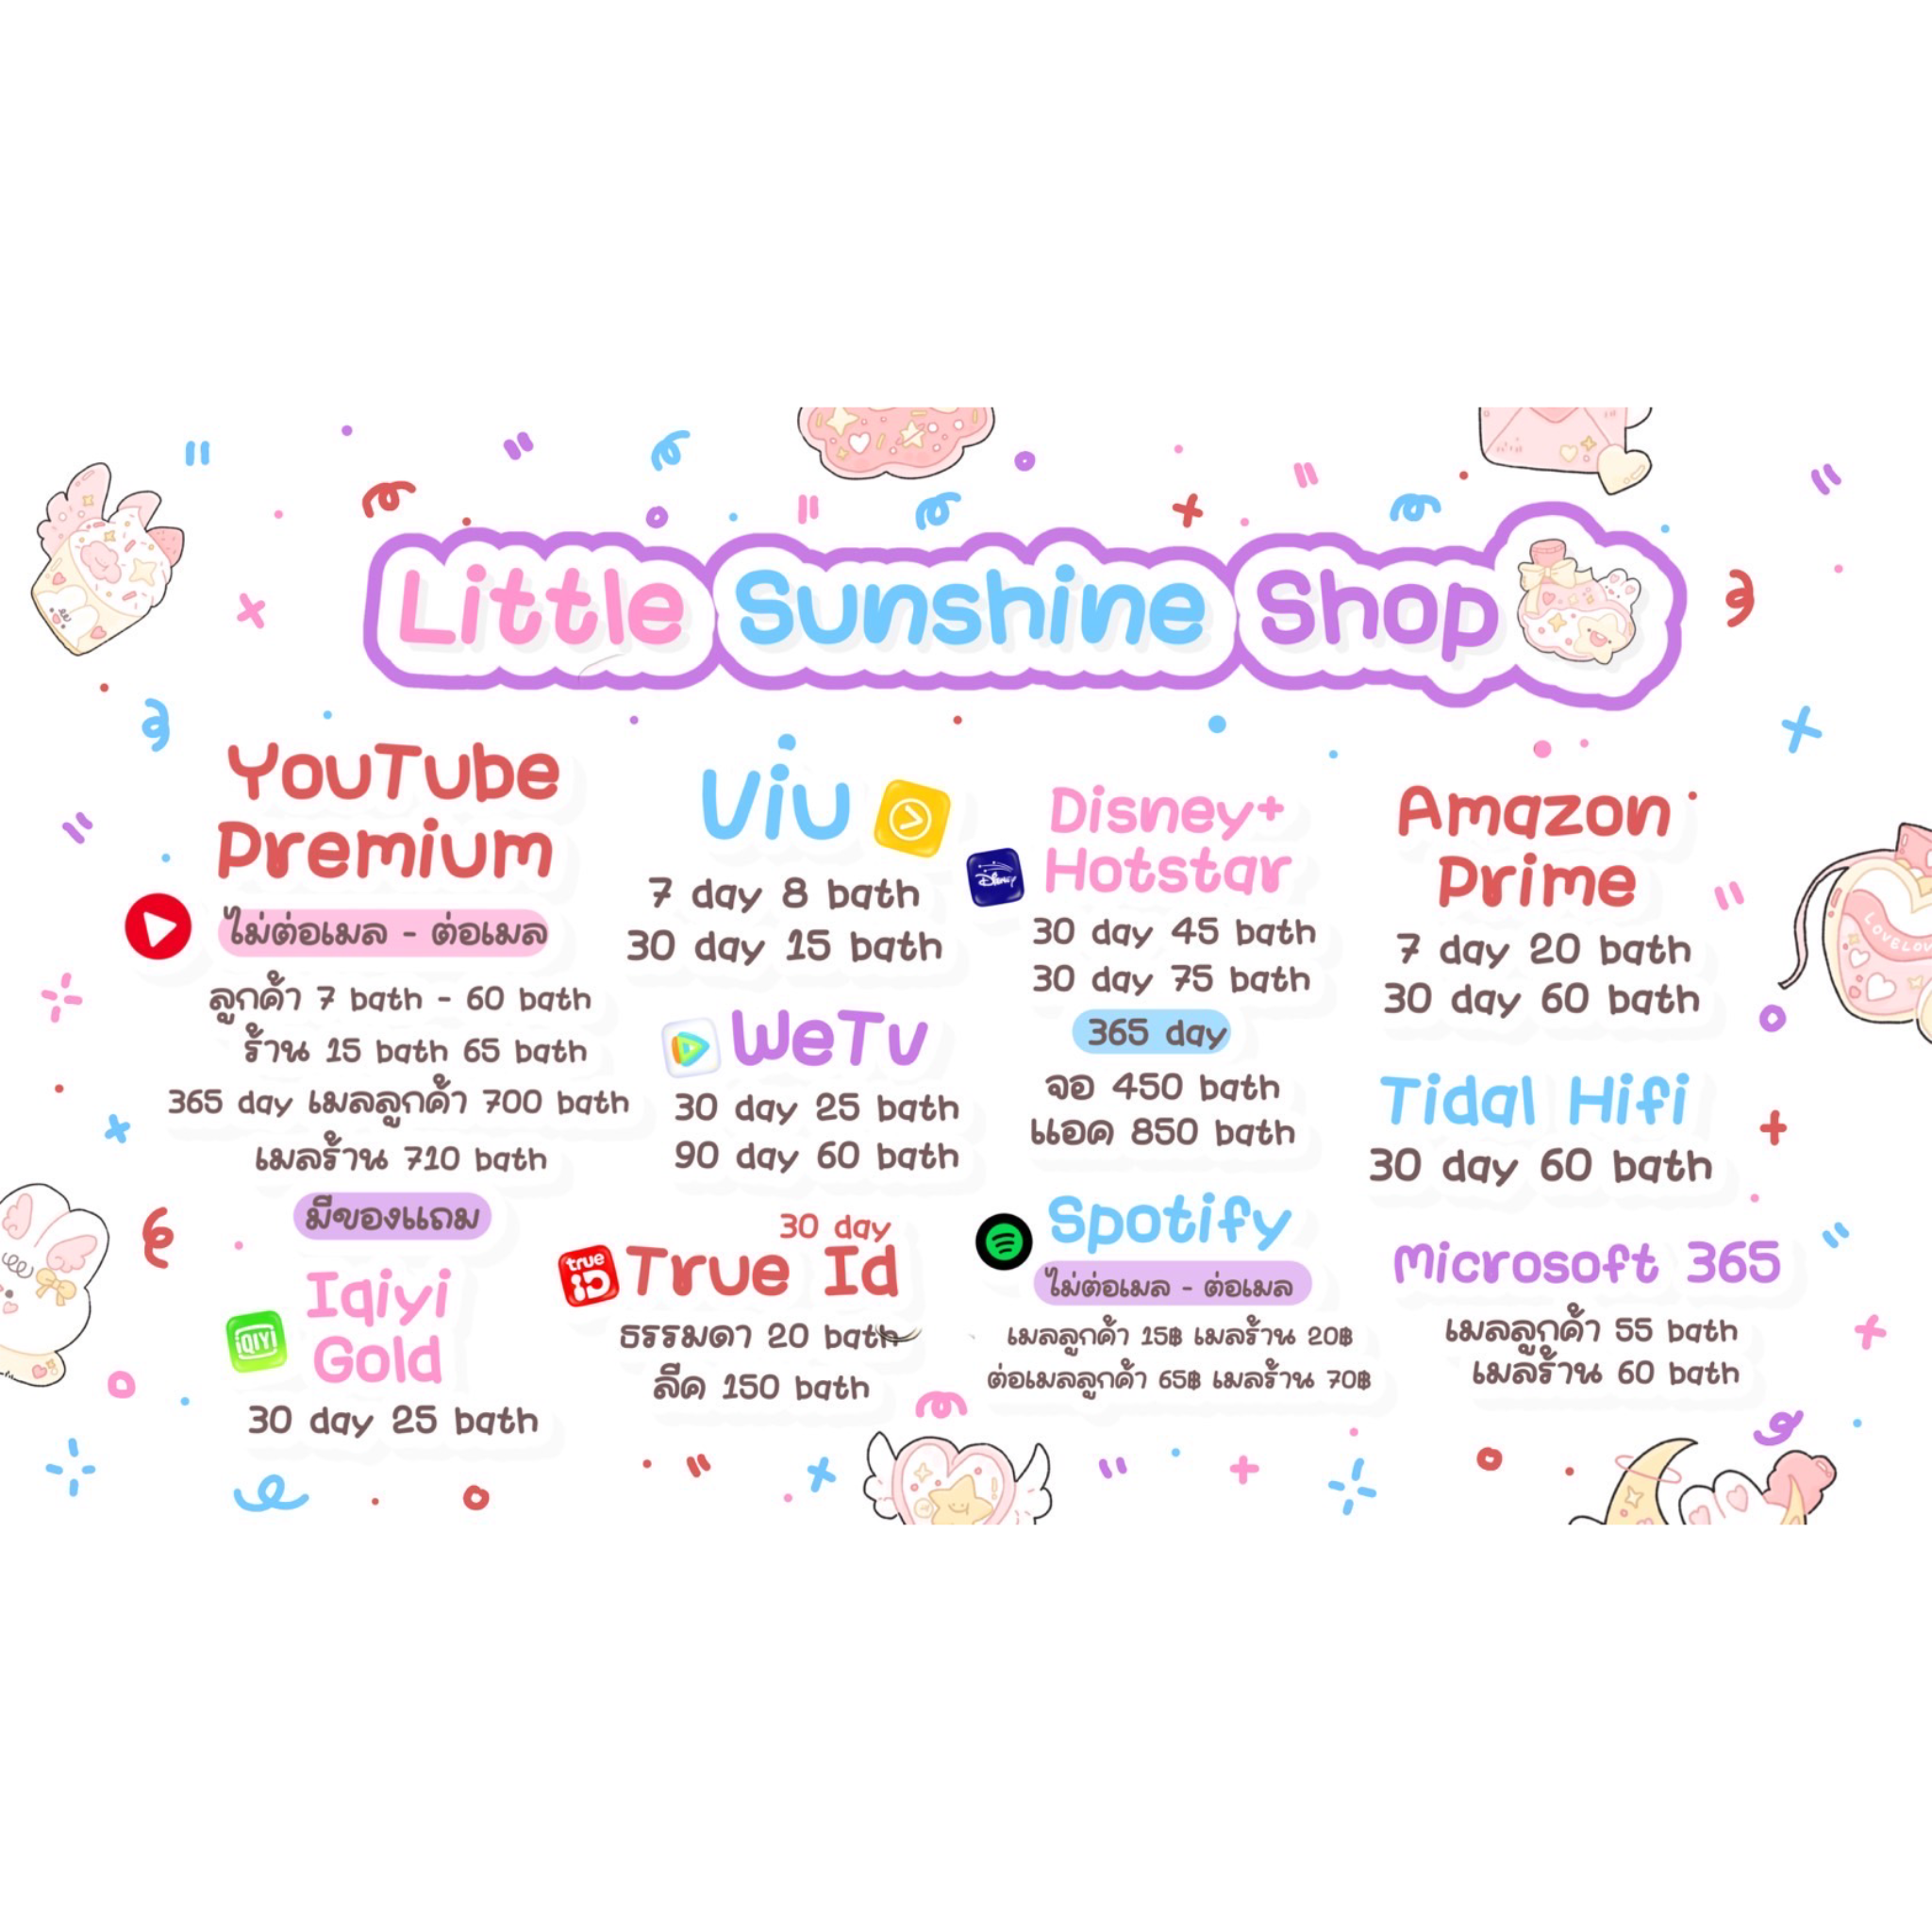 Little Sunshine Shop
YouTube
Premium
ไม่ต่อเมล - ต่อเมล
ลูกค้า 7 bath - 60 bath
ร้าน 15 bath 65 bath
365 day เมลลูกค้า 700 bath
เมลร้าน 710 bath
มีของแถม
iQIYI
Iqiyi
Gold
30 day 25 bath
Viu
7 day 8 bath
30 day 15 bath
WeTv
30 day 25 bath
90 day 60 bath
30 day
true
ID
True Id
ธรรมดา 20 bath
ลีค 150 bath
Disney+
Disney
Hotstar
30 day 45 bath
30 day 75 bath
365 day
จอ 450 bath
แอค 850 bath
Spotify
ไม่ต่อเมล - ต่อเมล
เมลลูกค้า 15฿ เมลร้าน 20฿
ต่อเมลลูกค้า 65฿ เมลร้าน 70฿
Amazon
Prime
7 day 20 bath
30 day 60 bath
Tidal Hifi
30 day 60 bath
Microsoft 365
เมลลูกค้า 55 bath
เมลร้าน 60 bath